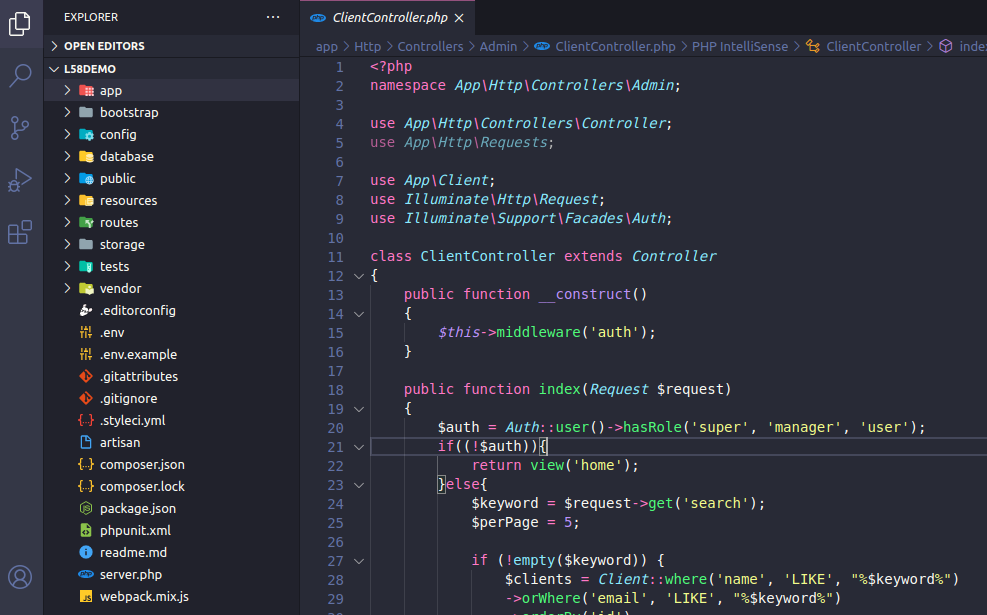 EXPLORER
OPEN EDITORS
L58DEMO
app
bootstrap
config
database
public
resources
routes
storage
tests
vendor
.editorconfig
.env
.env.example
.gitattributes
.gitignore
.styleci.yml
artisan
composer.json
composer.lock
package.json
phpunit.xml
readme.md
server.php
webpack.mix.js
ClientController.php
app > Http > Controllers > Admin > ClientController.php > PHP IntelliSense > ClientController > inde
1 <?php
2 namespace App\Http\Controllers\Admin;
3
4 use App\Http\Controllers\Controller;
5 use App\Http\Requests;
6
7 use App\Client;
8 use Illuminate\Http\Request;
9 use Illuminate\Support\Facades\Auth;
10
11 class ClientController extends Controller
12 {
13 public function __construct()
14 {
15 $this->middleware('auth');
16 }
17
18 public function index(Request $request)
19 {
20 $auth = Auth::user()->hasRole('super', 'manager', 'user');
21 if((!$auth)){
22 return view('home');
23 }else{
24 $keyword = $request->get('search');
25 $perPage = 5;
26
27 if (!empty($keyword)) {
28 $clients = Client::where('name', 'LIKE', "%$keyword%")
29 ->orWhere('email', 'LIKE', "%$keyword%")